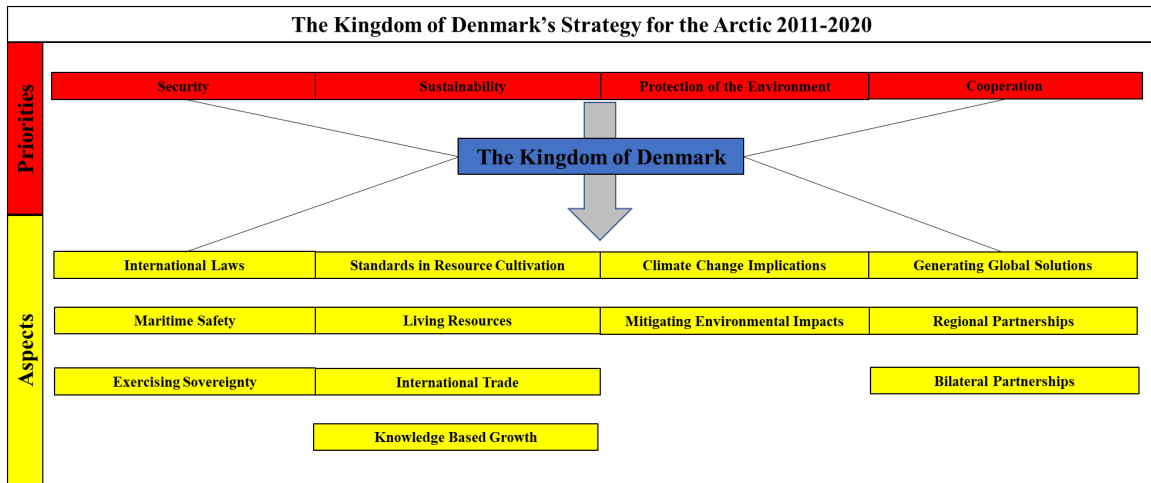 The Kingdom of Denmark's Strategy for the Arctic 2011-2020
Priorities
Security
Sustainability
Protection of the Environment
Cooperation
The Kingdom of Denmark
Aspects
International Laws
Standards in Resource Cultivation
Climate Change Implications
Generating Global Solutions
Maritime Safety
Living Resources
Mitigating Environmental Impacts
Regional Partnerships
Exercising Sovereignty
International Trade
Bilateral Partnerships
Knowledge Based Growth